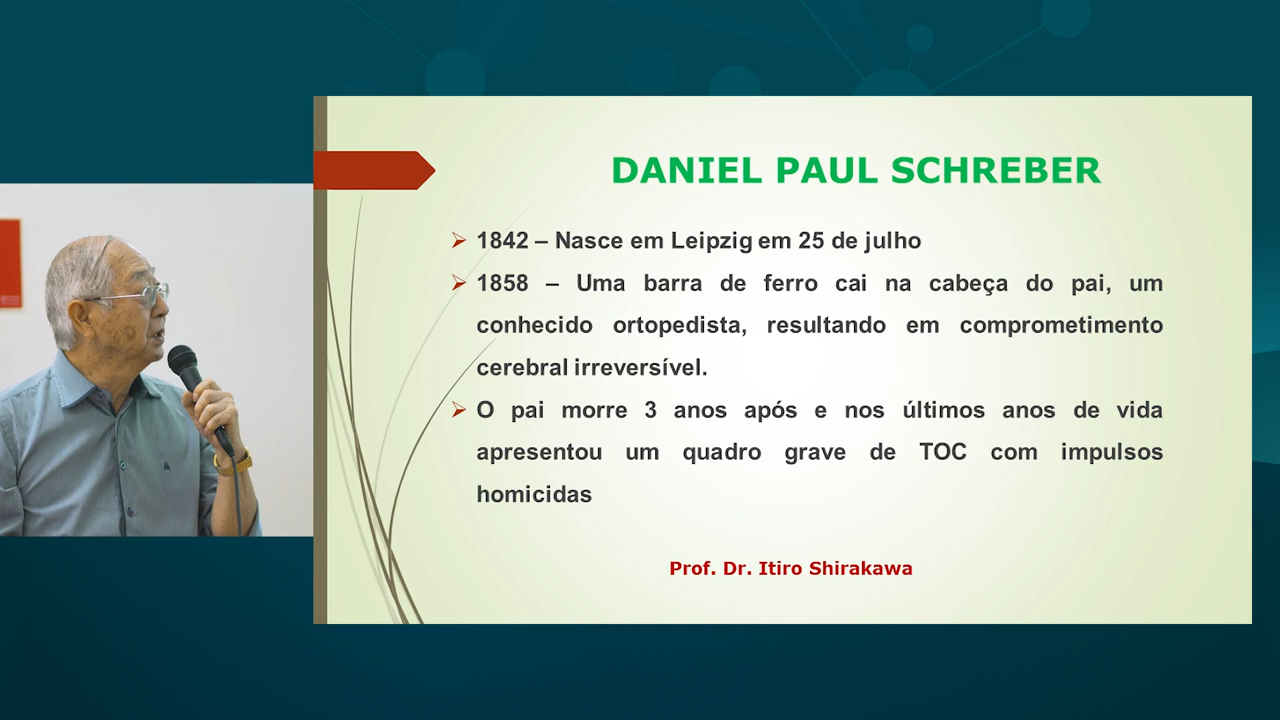 DANIEL PAUL SCHREBER
➢ 1842 – Nasce em Leipzig em 25 de julho
➢ 1858 – Uma barra de ferro cai na cabeça do pai, um
conhecido ortopedista, resultando em comprometimento
cerebral irreversível.
➢ O pai morre 3 anos após e nos últimos anos de vida
apresentou um quadro grave de TOC com impulsos
homicidas
Prof. Dr. Itiro Shirakawa